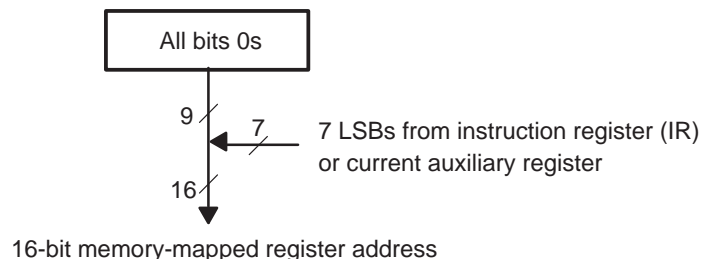 All bits 0s
9
7
7 LSBs from instruction register (IR)
or current auxiliary register
16
16-bit memory-mapped register address